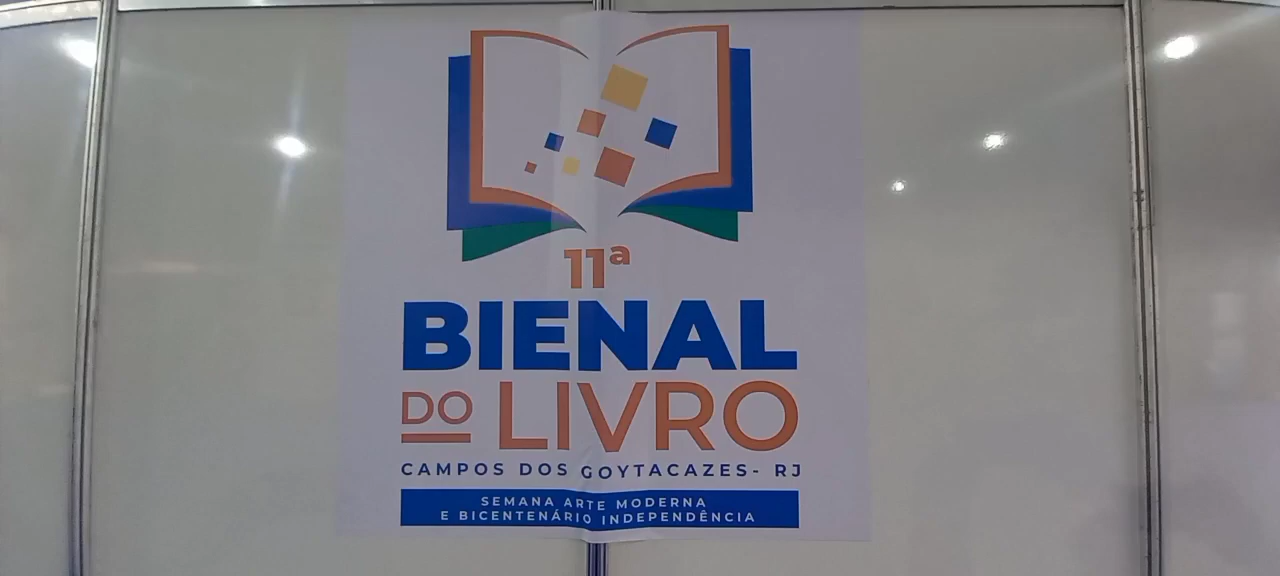 11ª
BIENAL
DO LIVRO
CAMPOS DOS GOYTACAZES- RJ
SEMANA ARTE MODERNA
E BICENTENÁRIO INDEPENDÊNCIA